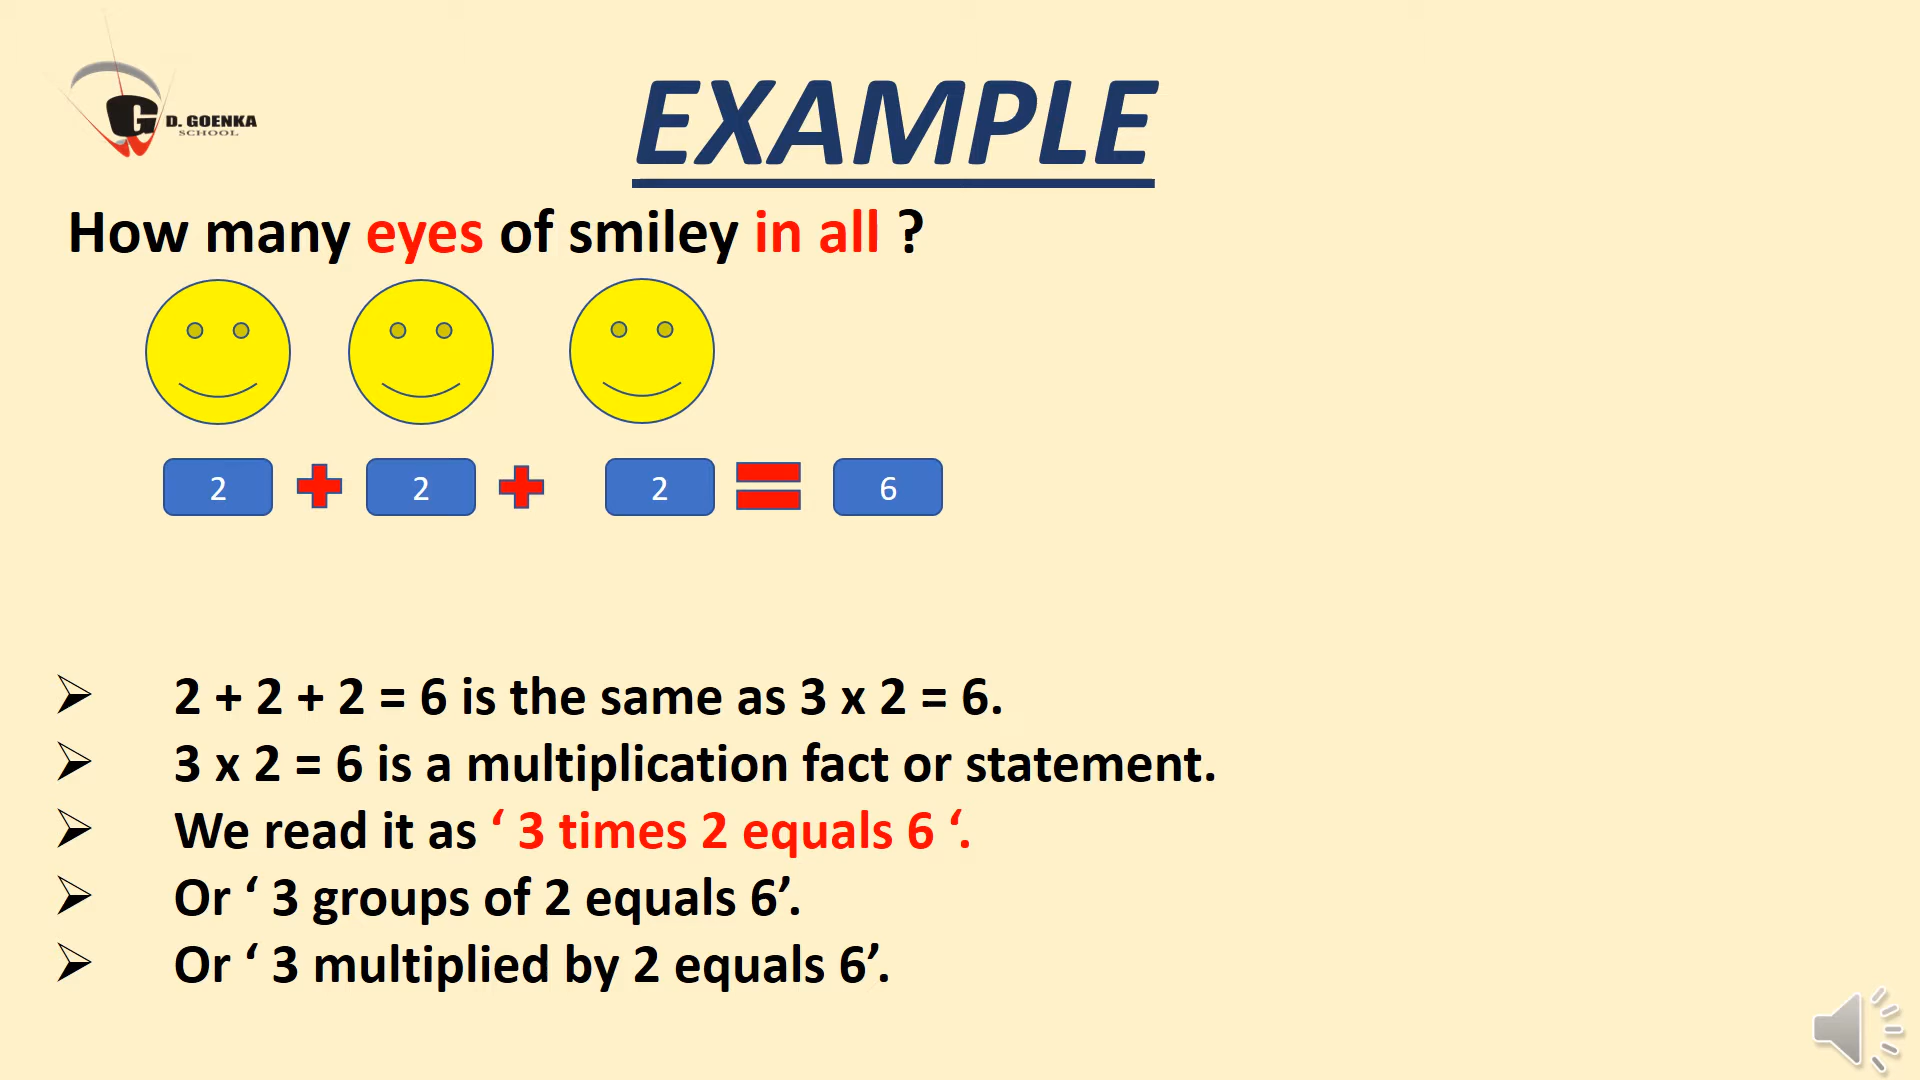 G D. GOENKA
SCHOOL
EXAMPLE
How many eyes of smiley in all ?
2 + 2 + 2 = 6
➢ 2 + 2 + 2 = 6 is the same as 3 x 2 = 6.
➢ 3 x 2 = 6 is a multiplication fact or statement.
➢ We read it as ‘ 3 times 2 equals 6 ‘.
➢ Or ‘ 3 groups of 2 equals 6’.
➢ Or ‘ 3 multiplied by 2 equals 6’.